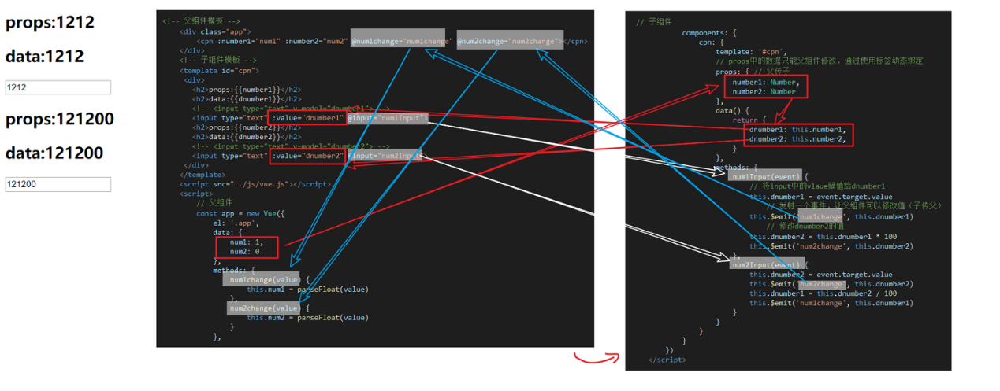 props:1212
data:1212
1212
props:121200
data:121200
121200
<!-- 父组件模板 -->
<div class="app">
<cpn :number1="num1" :number2="num2" @num1change="num1change" @num2change="num2change"></cpn>
</div>
<!-- 子组件模板 -->
<template id="cpn">
<div>
<h2>props:{{number1}}</h2>
<h2>data:{{dnumber1}}</h2>
<!-- <input type="text" v-model="dnumber1"> -->
<input type="text" :value="dnumber1" @input="num1Input">
<h2>props:{{number2}}</h2>
<h2>data:{{dnumber2}}</h2>
<!-- <input type="text" v-model="dnumber2"> -->
<input type="text" :value="dnumber2" @input="num2Input">
</div>
</template>
<script src="../js/vue.js"></script>
<script>
// 父组件
const app = new Vue({
el: '.app',
data: {
num1: 1,
num2: 0
},
methods: {
num1change(value) {
this.num1 = parseFloat(value)
},
num2change(value) {
this.num2 = parseFloat(value)
}
},
// 子组件
components: {
cpn: {
template: '#cpn',
// props中的数据只能父组件修改，通过使用标签动态绑定
props: { // 父传子
number1: Number,
number2: Number
},
data() {
return {
dnumber1: this.number1,
dnumber2: this.number2,
}
},
methods: {
num1Input(event) {
// 将input中的vlaue赋值给dnumber1
this.dnumber1 = event.target.value
// 发射一个事件，让父组件可以修改值（子传父）
this.$emit('num1change', this.dnumber1)
// 修改dnumber2的值
this.dnumber2 = this.dnumber1 * 100
this.$emit('num2change', this.dnumber2)
},
num2Input(event) {
this.dnumber2 = event.target.value
this.$emit('num2change', this.dnumber2)
this.dnumber1 = this.dnumber2 / 100
this.$emit('num1change', this.dnumber1)
}
}
}
}
})
</script>